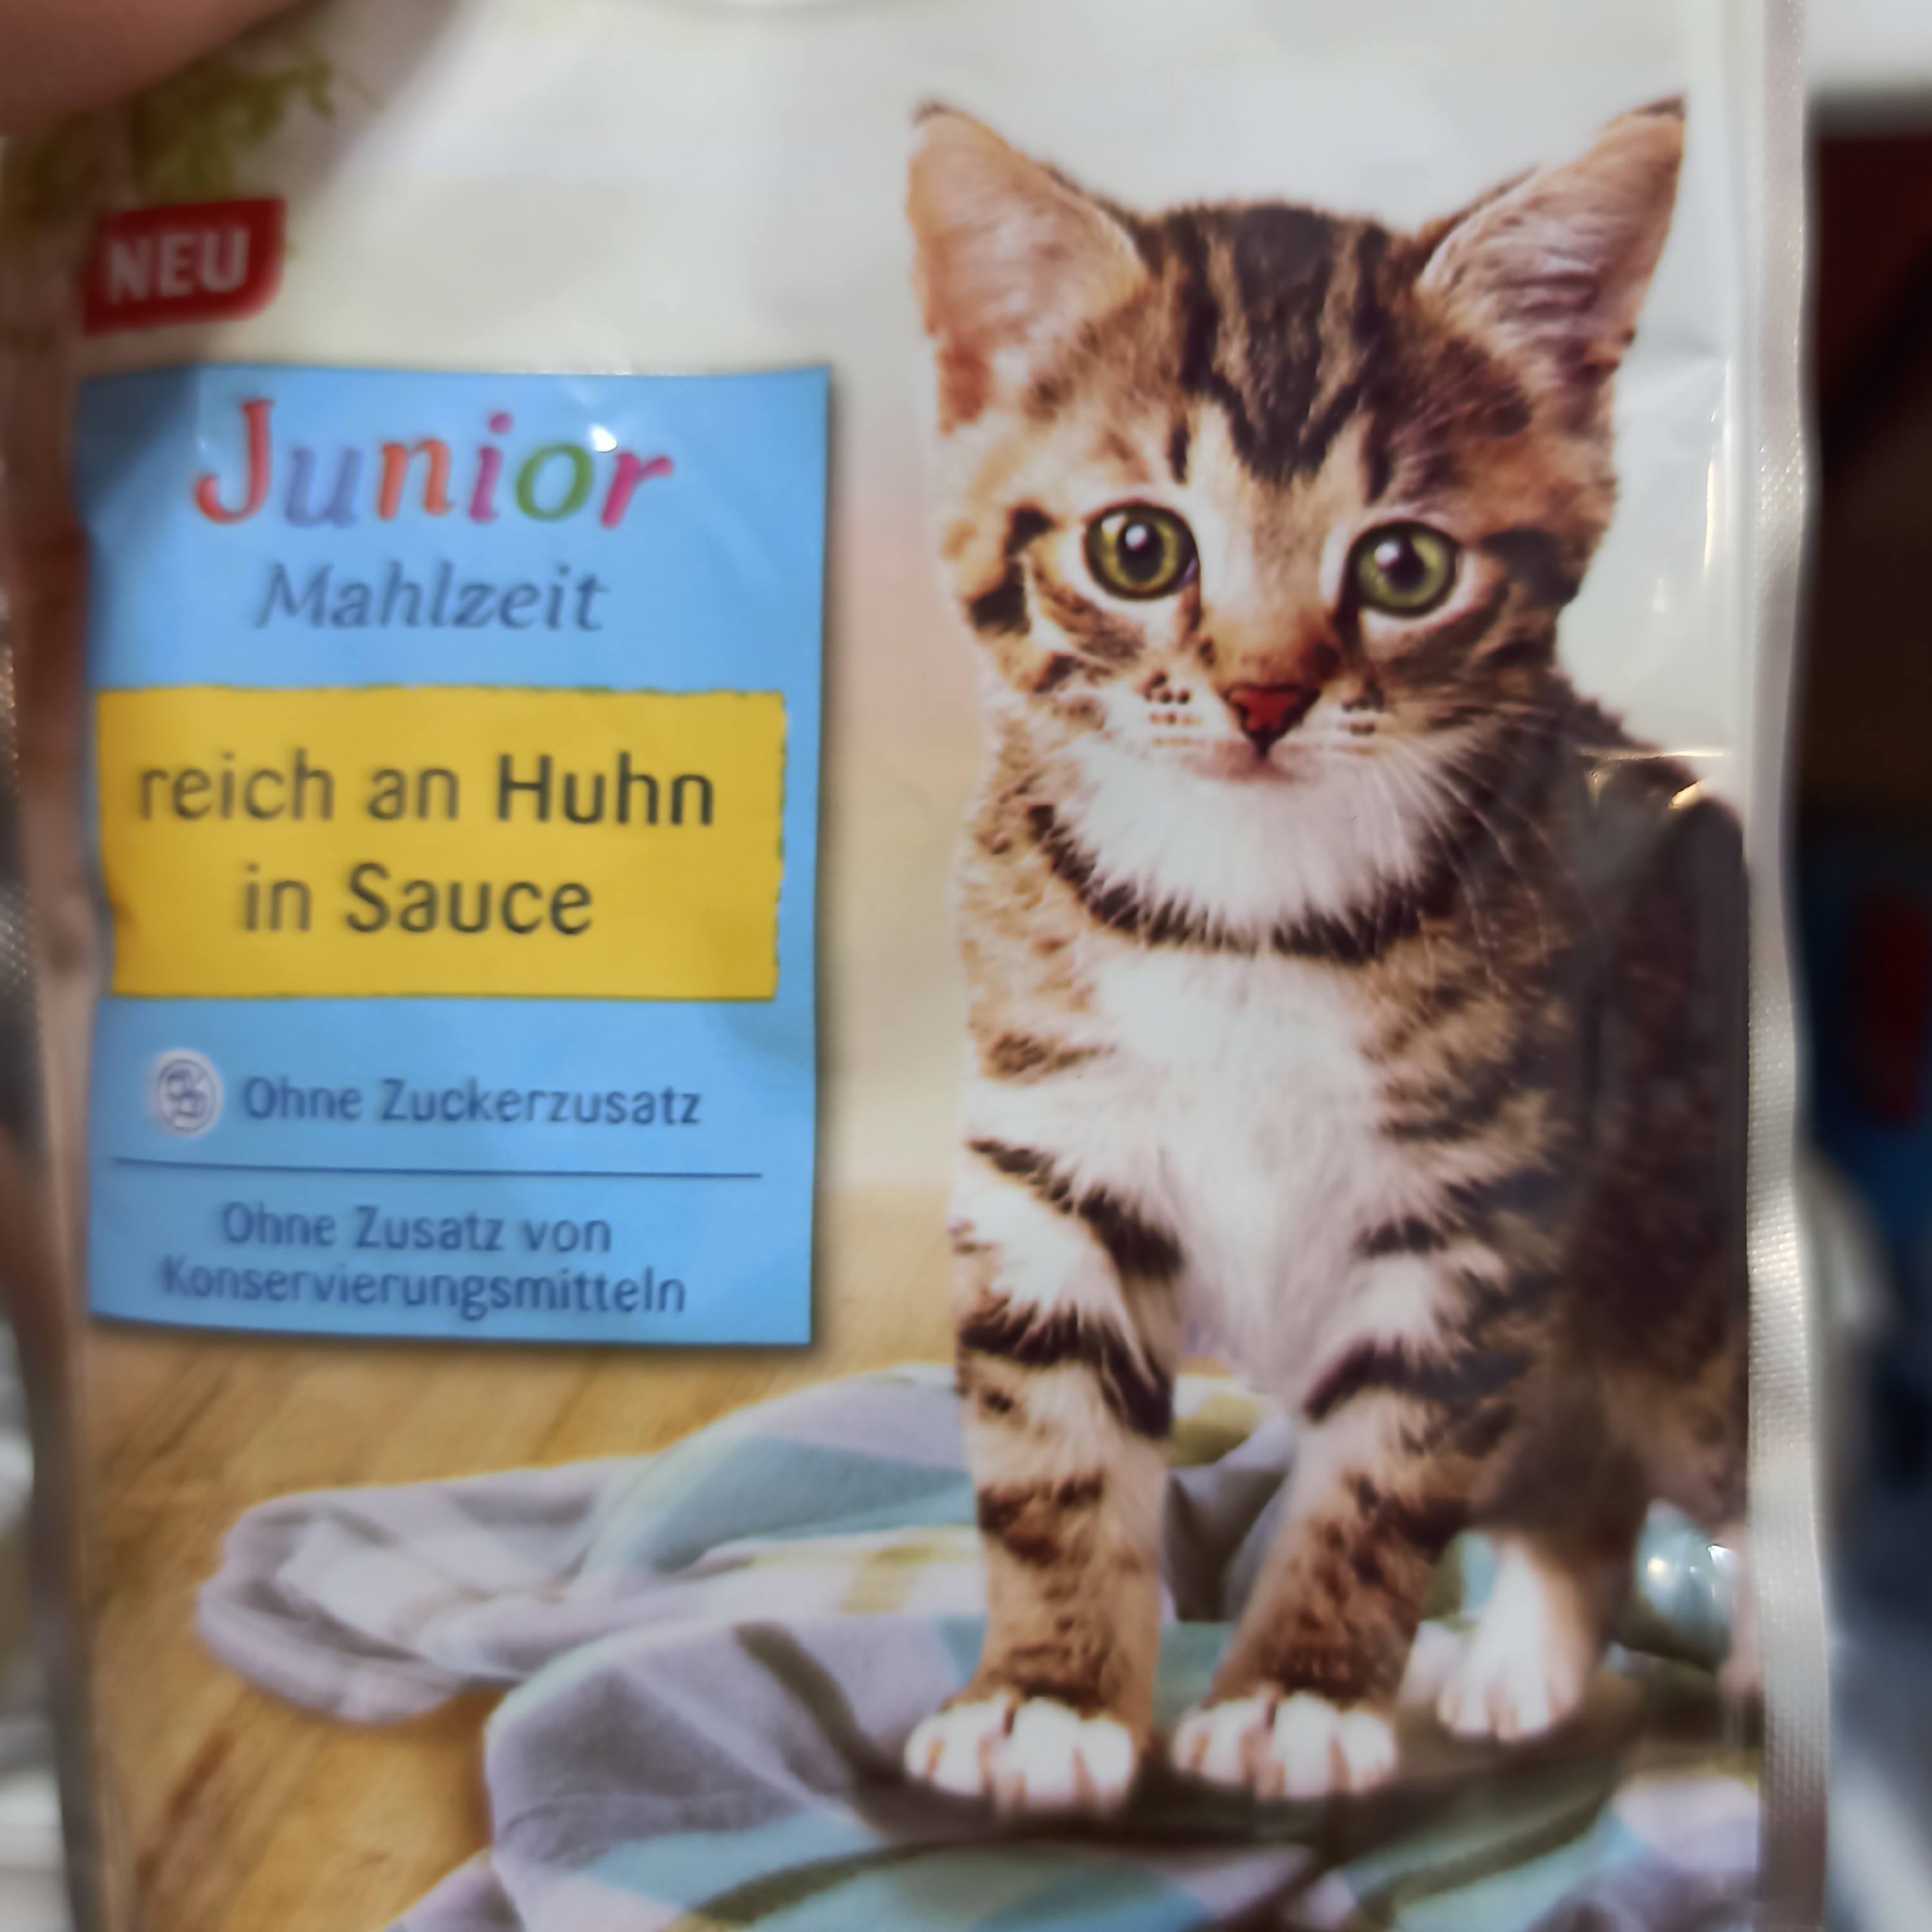 NEU
Junior
Mahlzeit
reich an Huhn
in Sauce
Ohne Zuckerzusatz
Ohne Zusatz von
Konservierungsmitteln